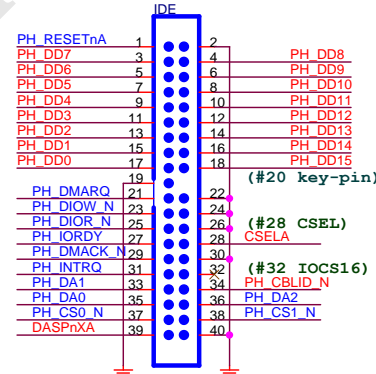 IDE
PH_RESETnA 1 2
PH_DD7 3 4 PH_DD8
PH_DD6 5 6 PH_DD9
PH_DD5 7 8 PH_DD10
PH_DD4 9 10 PH_DD11
PH_DD3 11 12 PH_DD12
PH_DD2 13 14 PH_DD13
PH_DD1 15 16 PH_DD14
PH_DD0 17 18 PH_DD15
19 (#20 key-pin)
PH_DMARQ 21 22
PH_DIOW_N 23 24
PH_DIOR_N 25 26 (#28 CSEL)
PH_IORDY 27 28 CSELA
PH_DMACK_N 29 30
PH_INTRQ 31 32 (#32 IOCS16)
PH_DA1 33 34 PH_CBLID_N
PH_DA0 35 36 PH_DA2
PH_CS0_N 37 38 PH_CS1_N
DASPnXA 39 40